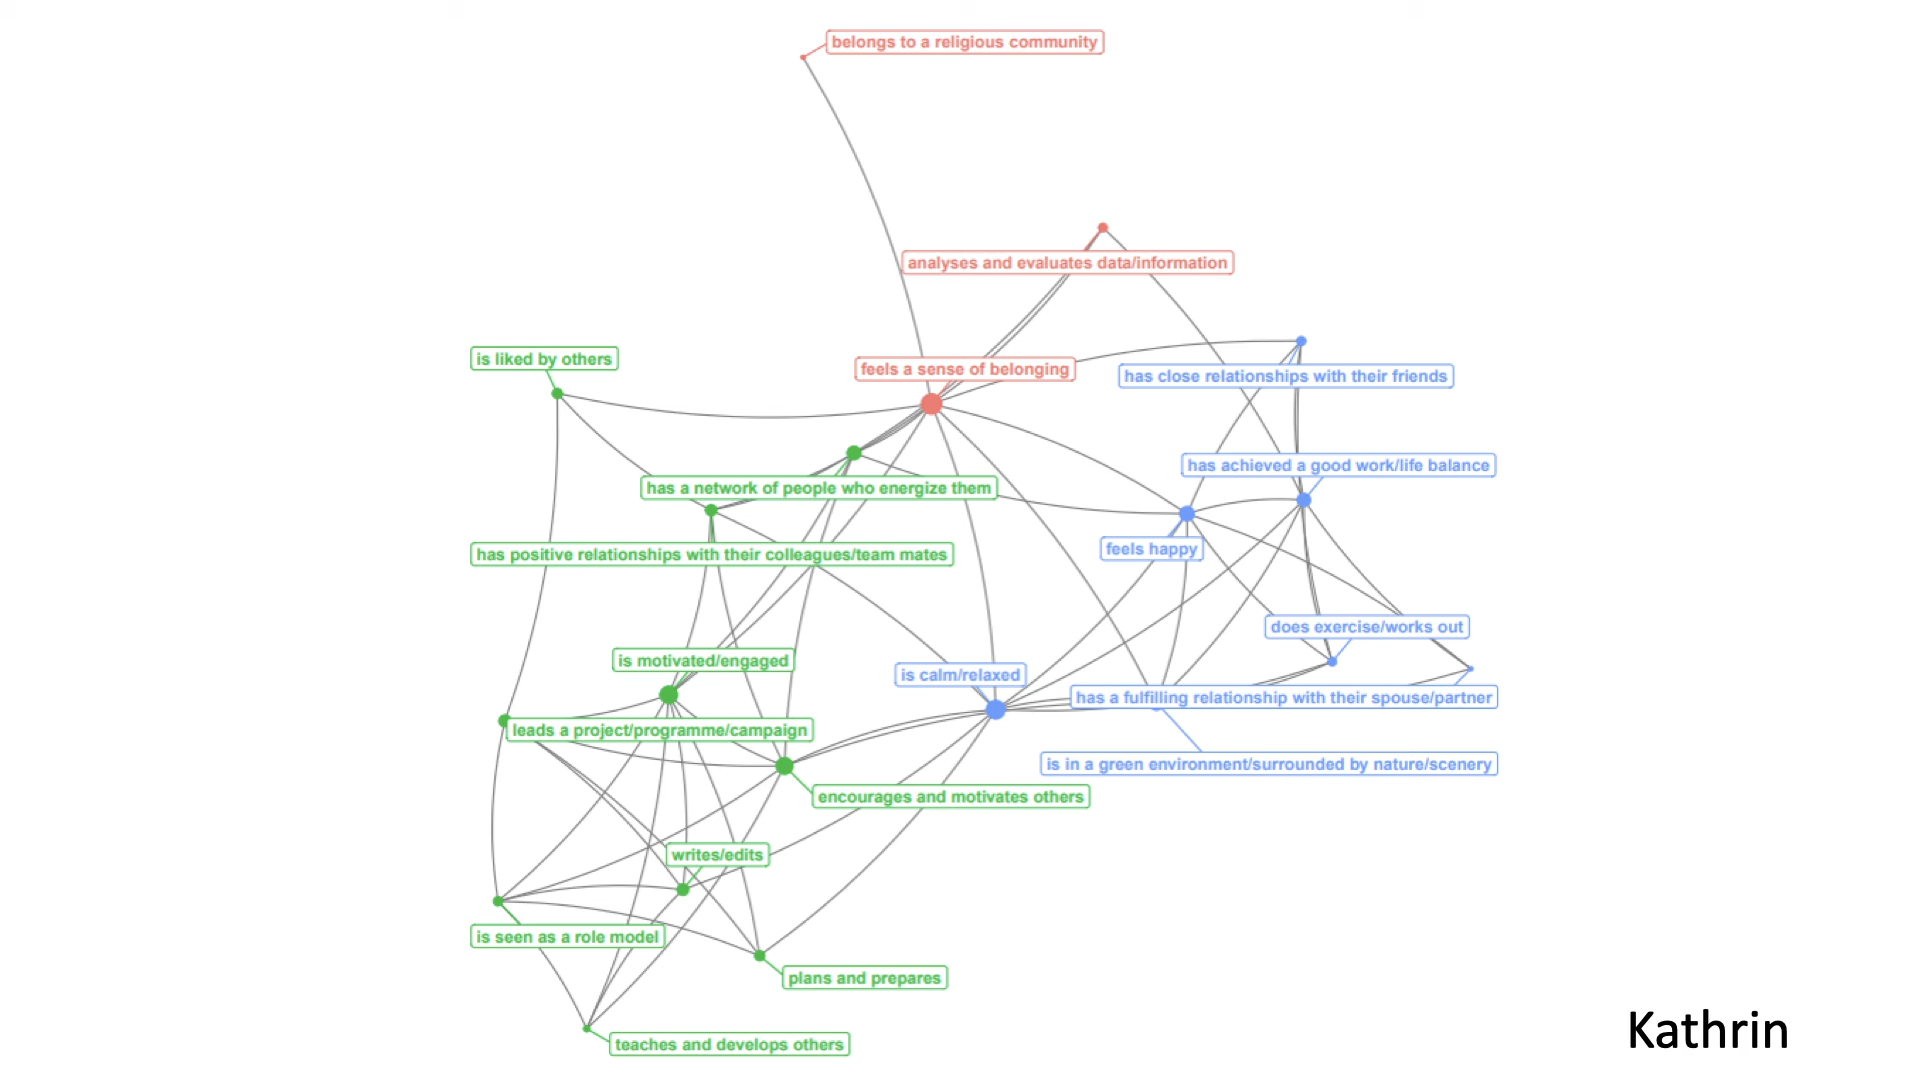 belongs to a religious community
analyses and evaluates data/information
is liked by others
feels a sense of belonging
has close relationships with their friends
has achieved a good work/life balance
has a network of people who energize them
feels happy
has positive relationships with their colleagues/team mates
does exercise/works out
is motivated/engaged
is calm/relaxed
has a fulfilling relationship with their spouse/partner
leads a project/programme/campaign
is in a green environment/surrounded by nature/scenery
encourages and motivates others
writes/edits
is seen as a role model
plans and prepares
Kathrin
teaches and develops others